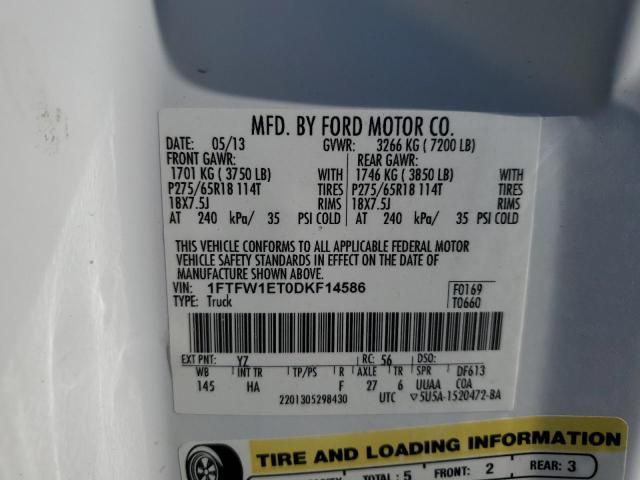 MFD. BY FORD MOTOR CO.
DATE: 05/13 GVWR: 3266 KG ( 7200 LB)
FRONT GAWR: REAR GAWR:
1701 KG ( 3750 LB) WITH 1746 KG ( 3850 LB) WITH
P275/65R18 114T TIRES P275/65R18 114T TIRES
18X7.5J RIMS 18X7.5J RIMS
AT 240 kPa/ 35 PSI COLD AT 240 kPa/ 35 PSI COLD
THIS VEHICLE CONFORMS TO ALL APPLICABLE FEDERAL MOTOR
VEHICLE SAFETY STANDARDS IN EFFECT ON THE DATE OF
MANUFACTURE SHOWN ABOVE.
VIN: 1FTFW1ET0DKF14586 F0169
TYPE: Truck T0660
EXT PNT: YZ RC: 56 DSO:
WB INT TR TP/PS R AXLE TR SPR DF613
145 HA F 27 6 UUAA COA
2201305298430 UTC ▽5U5A-1520472-BA
TIRE AND LOADING INFORMATION
TOTAL: 5 FRONT: 2 REAR: 3